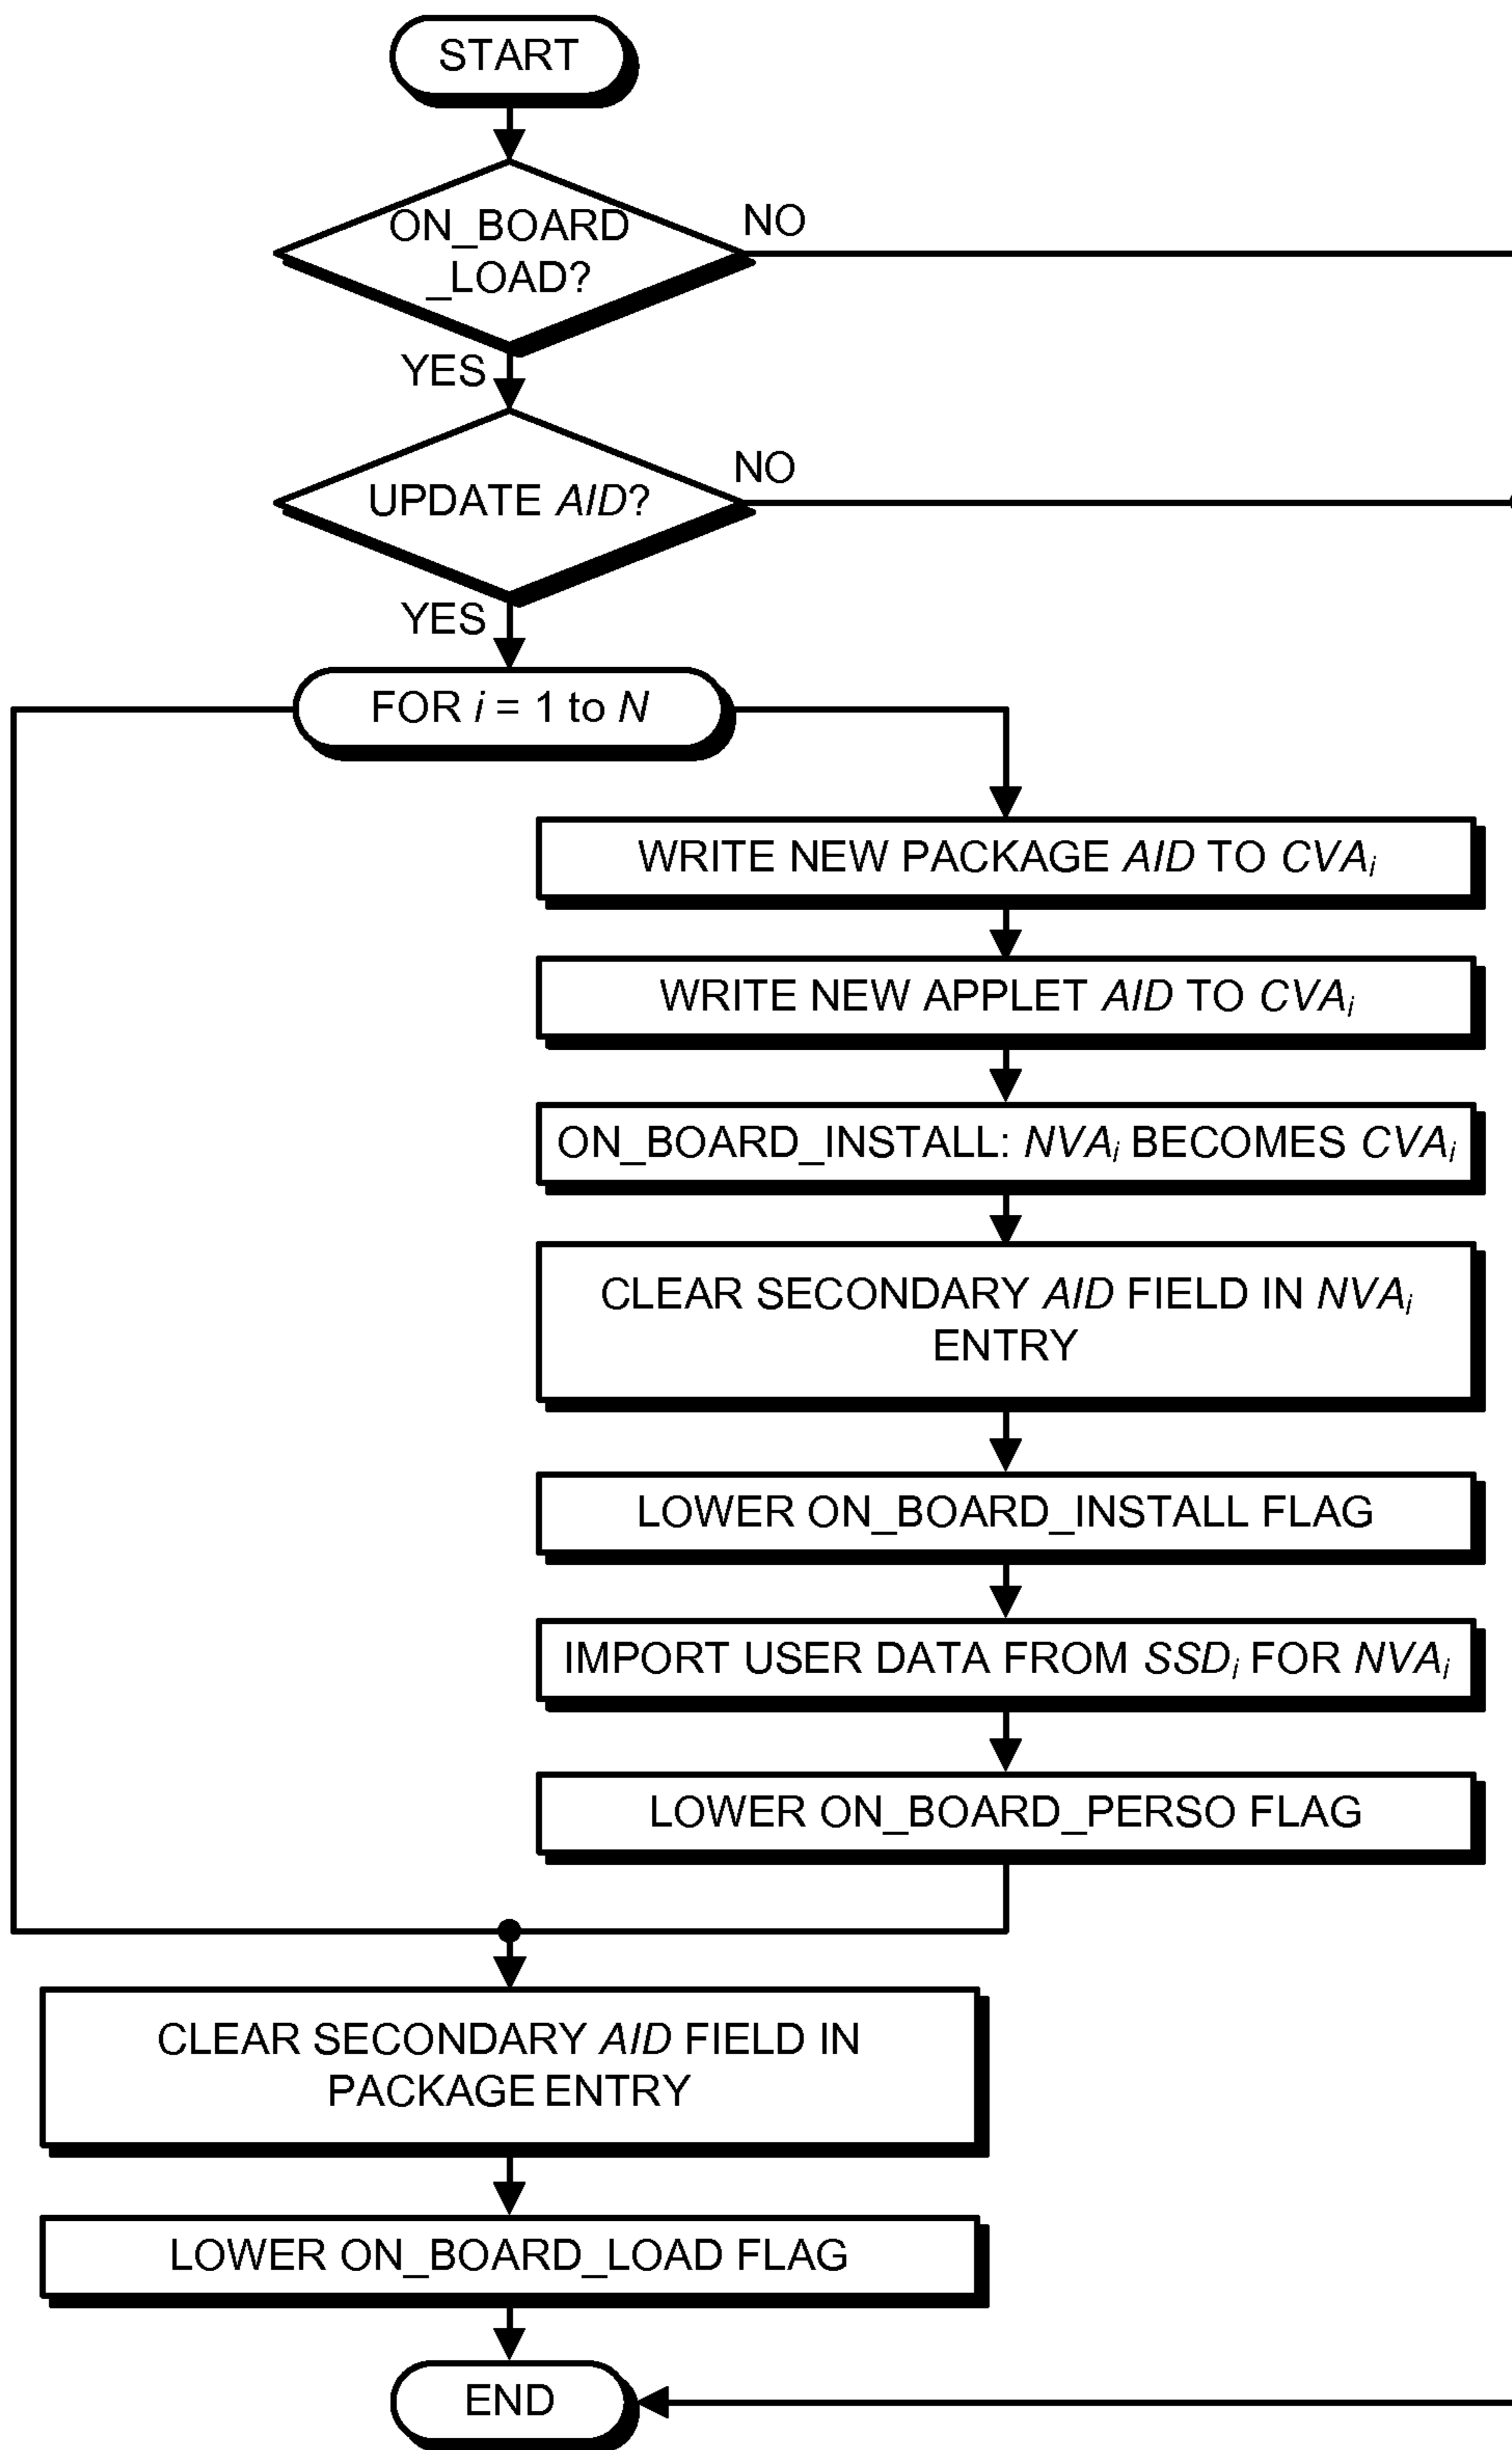 START
ON_BOARD
_LOAD?
NO
YES
UPDATE AID?
NO
YES
FOR i = 1 to N
WRITE NEW PACKAGE AID TO CVAi
WRITE NEW APPLET AID TO CVAi
ON_BOARD_INSTALL: NVAi BECOMES CVAi
CLEAR SECONDARY AID FIELD IN NVAi
ENTRY
LOWER ON_BOARD_INSTALL FLAG
IMPORT USER DATA FROM SSDi FOR NVAi
LOWER ON_BOARD_PERSO FLAG
CLEAR SECONDARY AID FIELD IN
PACKAGE ENTRY
LOWER ON_BOARD_LOAD FLAG
END